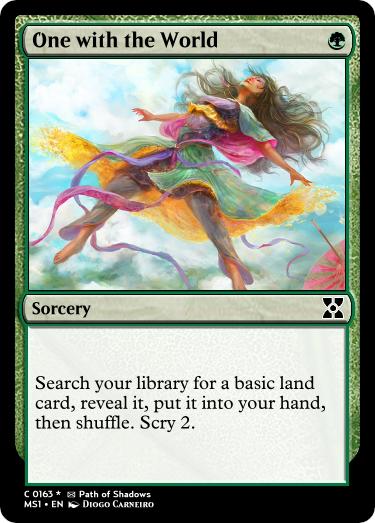 One with the World
Sorcery
Search your library for a basic land
card, reveal it, put it into your hand,
then shuffle. Scry 2.
C 0163 * Path of Shadows
MS1 • EN Diogo Carneiro